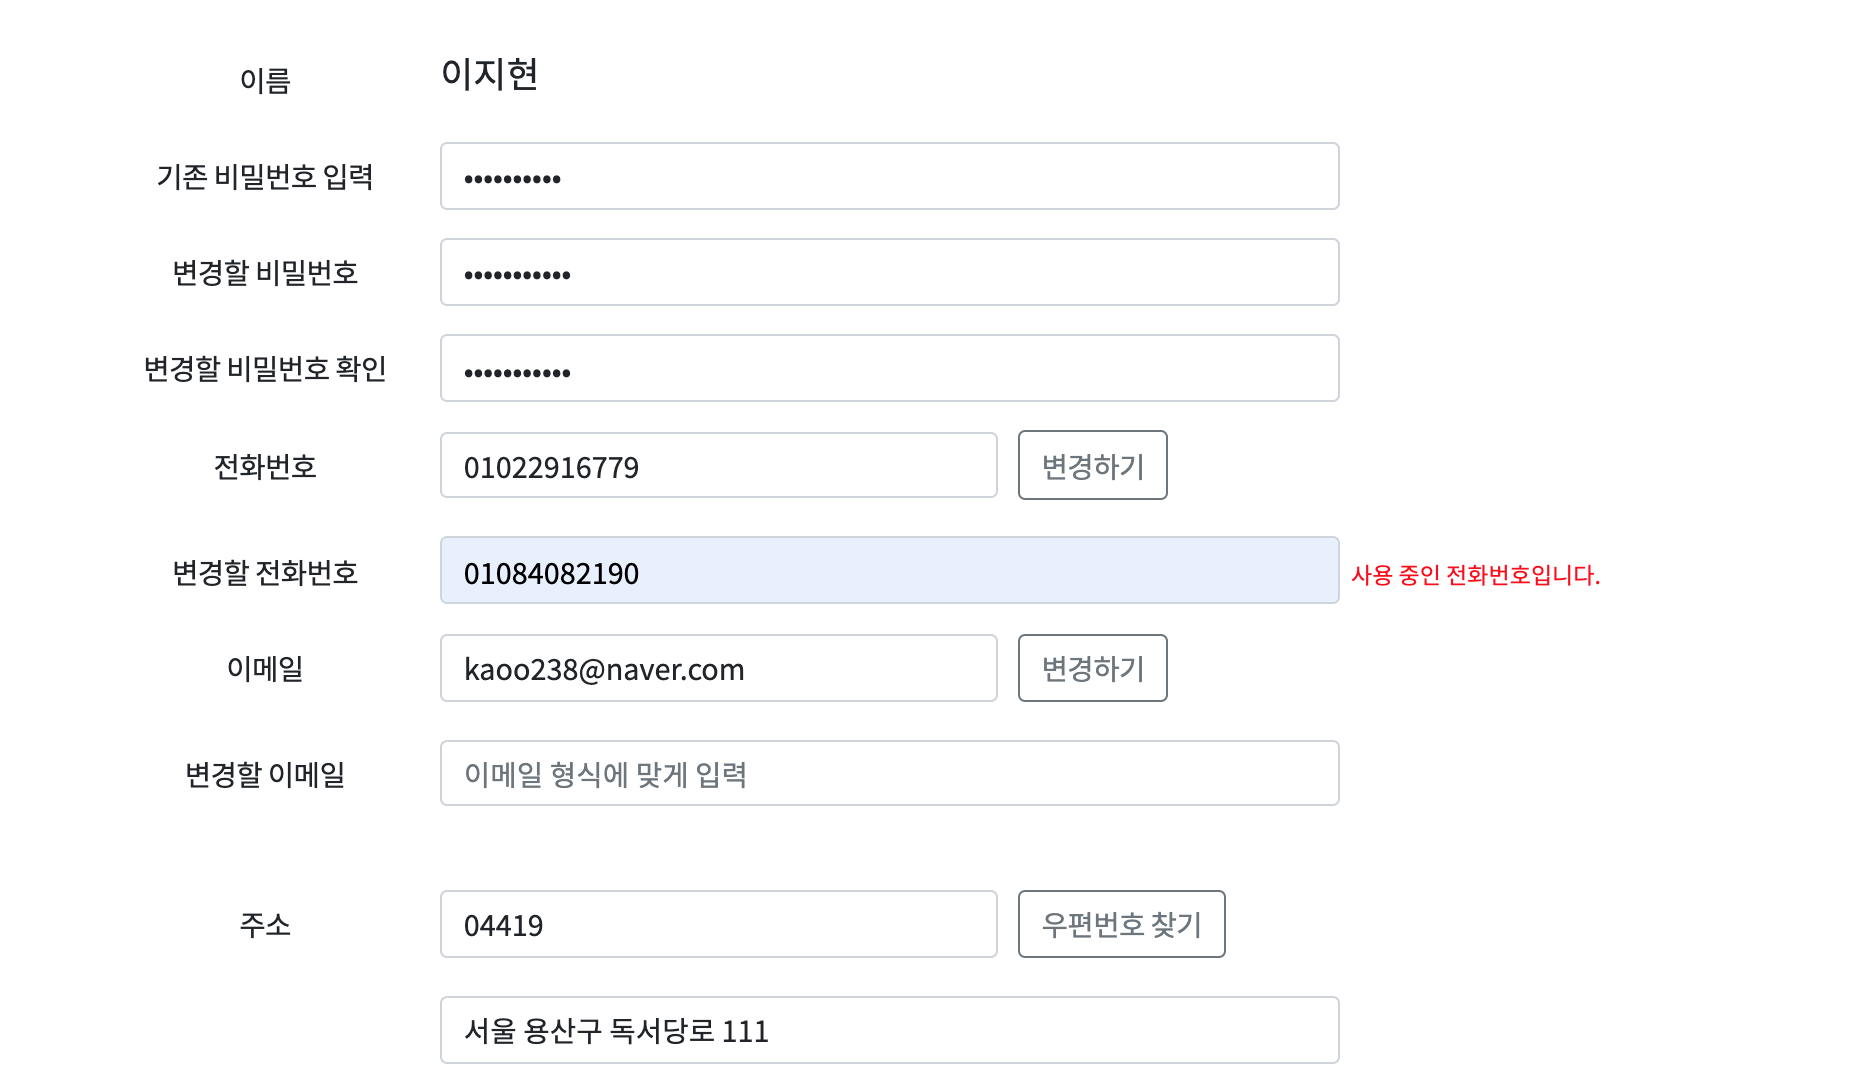 이름 이지현
기존 비밀번호 입력 ••••••••••
변경할 비밀번호 •••••••••••
변경할 비밀번호 확인 •••••••••••
전화번호 01022916779 변경하기
변경할 전화번호 01084082190 사용 중인 전화번호입니다.
이메일 kaoo238@naver.com 변경하기
변경할 이메일 이메일 형식에 맞게 입력
주소 04419 우편번호 찾기
서울 용산구 독서당로 111